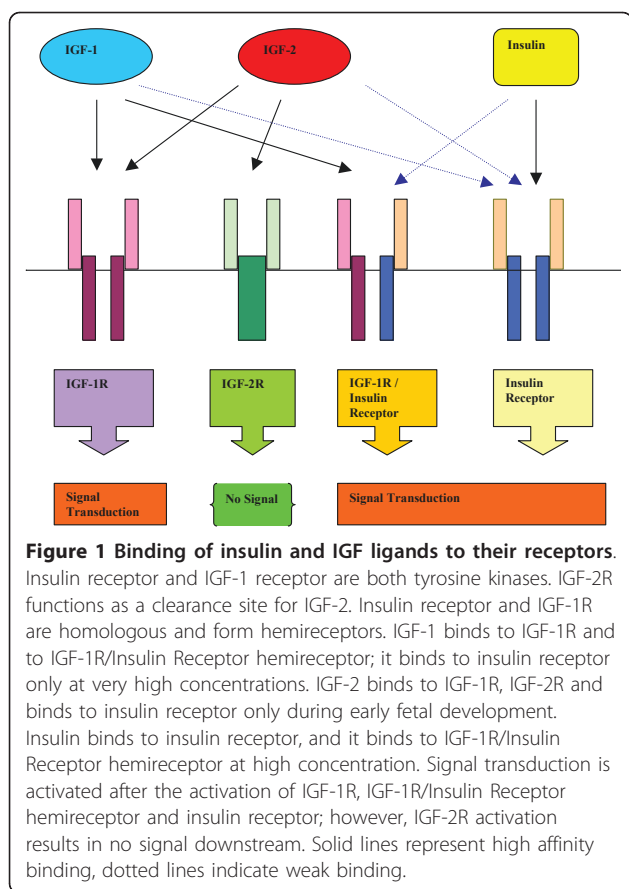 IGF-1
IGF-2
Insulin
IGF-1R
IGF-2R
IGF-1R /
Insulin
Receptor
Insulin
Receptor
Signal
Transduction
No Signal
Signal Transduction
Figure 1 Binding of insulin and IGF ligands to their receptors.
Insulin receptor and IGF-1 receptor are both tyrosine kinases. IGF-2R
functions as a clearance site for IGF-2. Insulin receptor and IGF-1R
are homologous and form hemireceptors. IGF-1 binds to IGF-1R and
to IGF-1R/Insulin Receptor hemireceptor; it binds to insulin receptor
only at very high concentrations. IGF-2 binds to IGF-1R, IGF-2R and
binds to insulin receptor only during early fetal development.
Insulin binds to insulin receptor, and it binds to IGF-1R/Insulin
Receptor hemireceptor at high concentration. Signal transduction is
activated after the activation of IGF-1R, IGF-1R/Insulin Receptor
hemireceptor and insulin receptor; however, IGF-2R activation
results in no signal downstream. Solid lines represent high affinity
binding, dotted lines indicate weak binding.